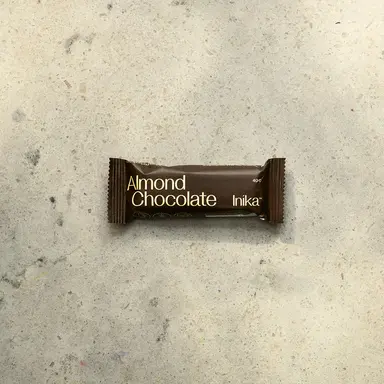 Almond
Chocolate
Inika